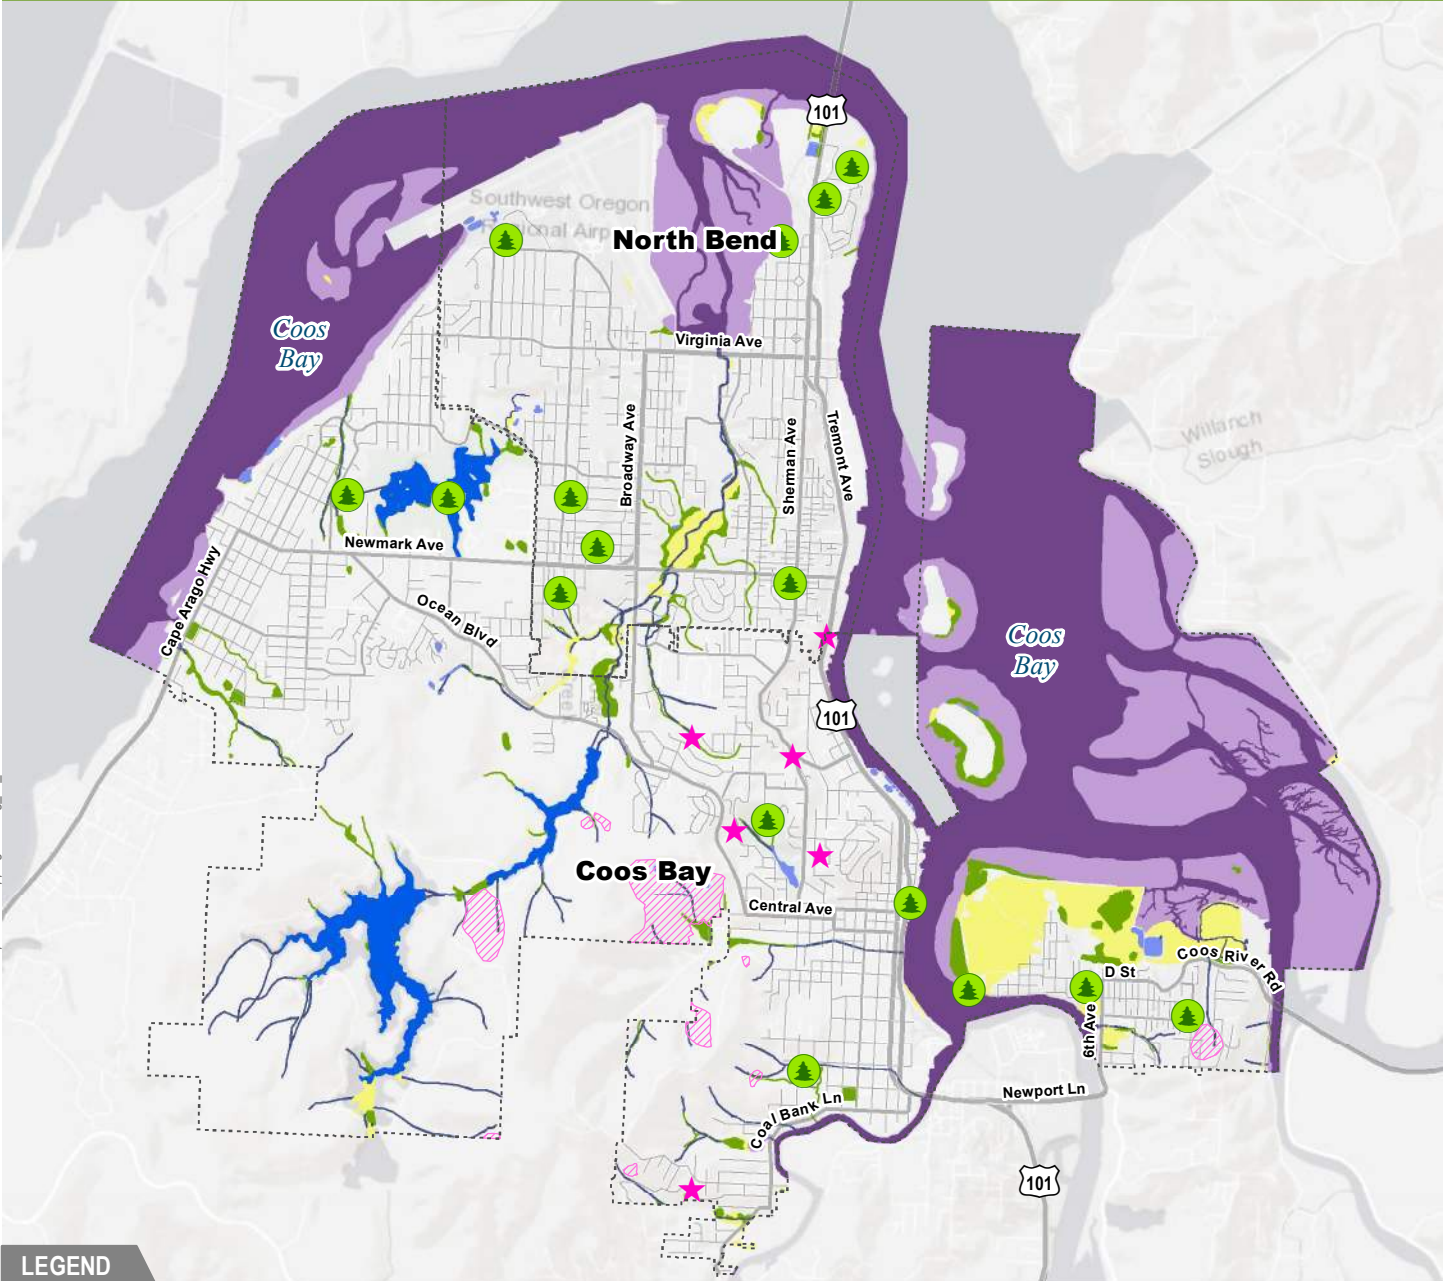 101
Southwest Oregon
Regional Airp
North Bend
Coos
Bay
Virginia Ave
Broadway Ave
Sherman Ave
Tremont Ave
Willanch
Slough
Newmark Ave
Cape Arago Hwy
Ocean Blvd
Coos
Bay
101
Coos Bay
Central Ave
D St
Coos River Rd
6th Ave
Newport Ln
Coal Bank Ln
101
LEGEND